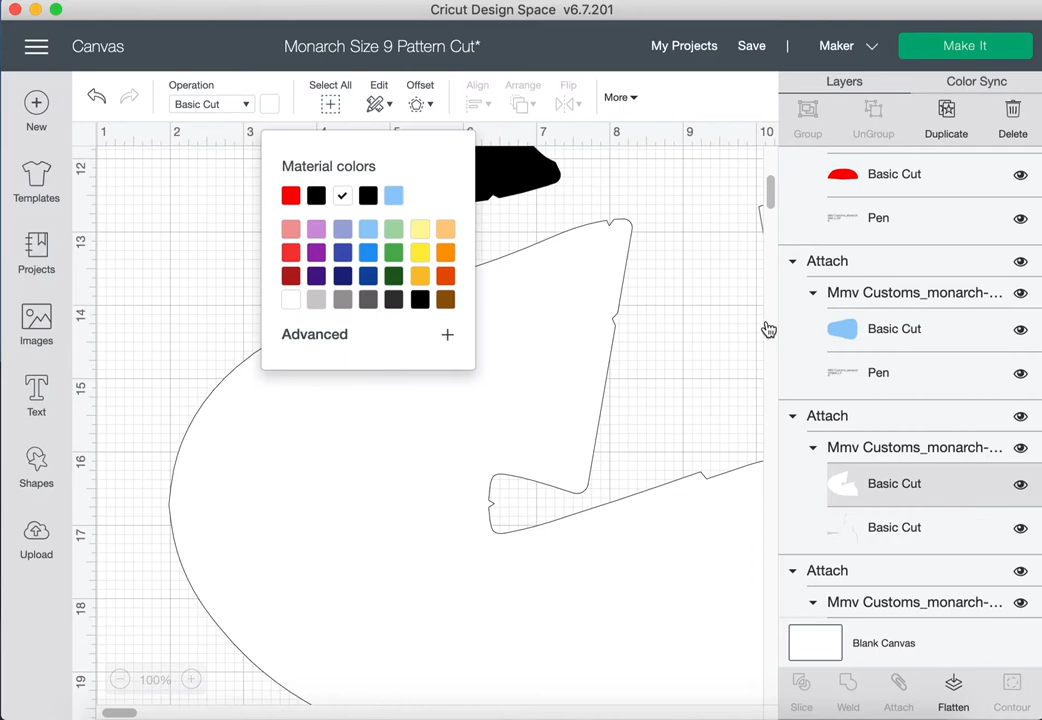 Cricut Design Space v6.7.201
Canvas
Monarch Size 9 Pattern Cut*
My Projects
Save
|
Maker
Make It
New
Templates
Projects
Images
Text
Shapes
Upload
Operation
Basic Cut
Select All
Edit
Offset
Align
Arrange
Flip
More
1 2 3 4 5 6 7 8 9 10
12
13
14
15
16
17
18
19
Material colors
Advanced
100%
Layers
Color Sync
Group
UnGroup
Duplicate
Delete
Basic Cut
Pen
Attach
Mmv Customs_monarch-...
Basic Cut
Pen
Attach
Mmv Customs_monarch-...
Basic Cut
Basic Cut
Attach
Mmv Customs_monarch-...
Blank Canvas
Slice
Weld
Attach
Flatten
Contour